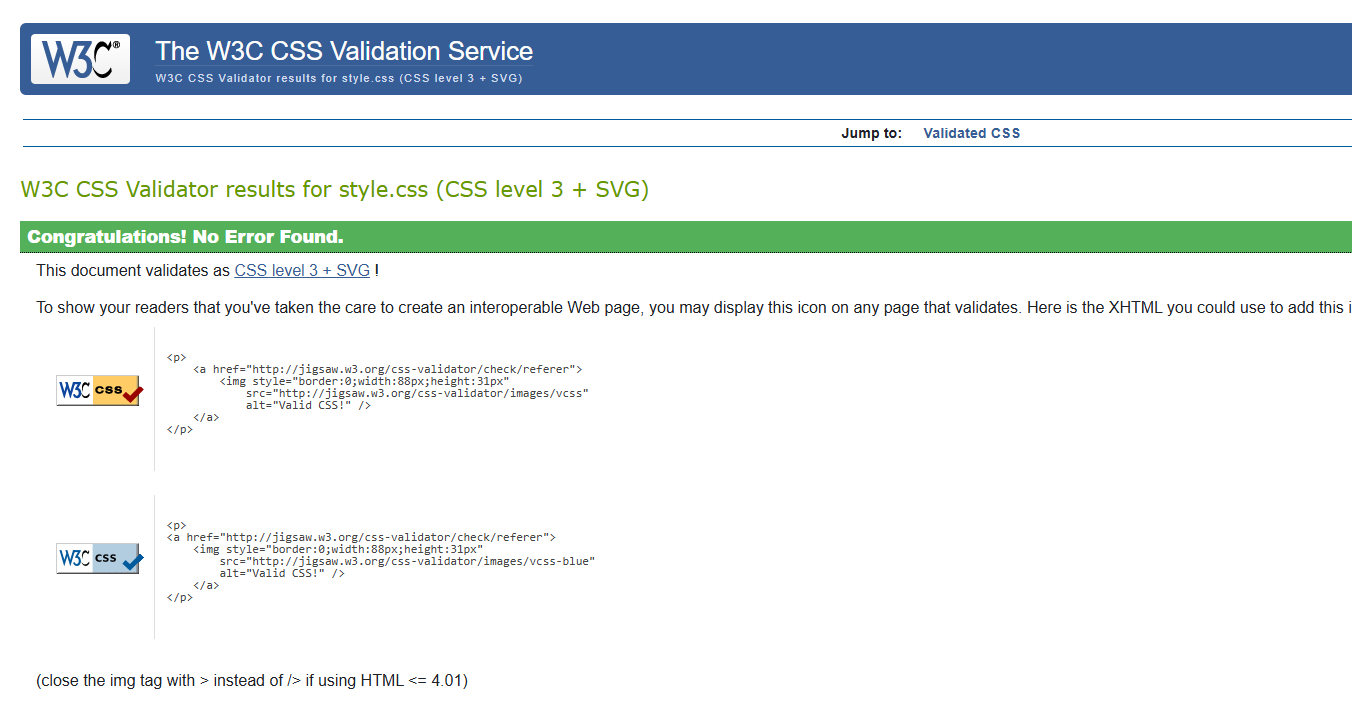 W3C®
The W3C CSS Validation Service
W3C CSS Validator results for style.css (CSS level 3 + SVG)
Jump to: Validated CSS
W3C CSS Validator results for style.css (CSS level 3 + SVG)
Congratulations! No Error Found.
This document validates as CSS level 3 + SVG !
To show your readers that you've taken the care to create an interoperable Web page, you may display this icon on any page that validates. Here is the XHTML you could use to add this i
W3C css
<p>
<a href="http://jigsaw.w3.org/css-validator/check/referer">
<img style="border:0;width:88px;height:31px"
src="http://jigsaw.w3.org/css-validator/images/vcss"
alt="Valid CSS!" />
</a>
</p>
W3C css
<p>
<a href="http://jigsaw.w3.org/css-validator/check/referer">
<img style="border:0;width:88px;height:31px"
src="http://jigsaw.w3.org/css-validator/images/vcss-blue"
alt="Valid CSS!" />
</a>
</p>
(close the img tag with > instead of /> if using HTML <= 4.01)